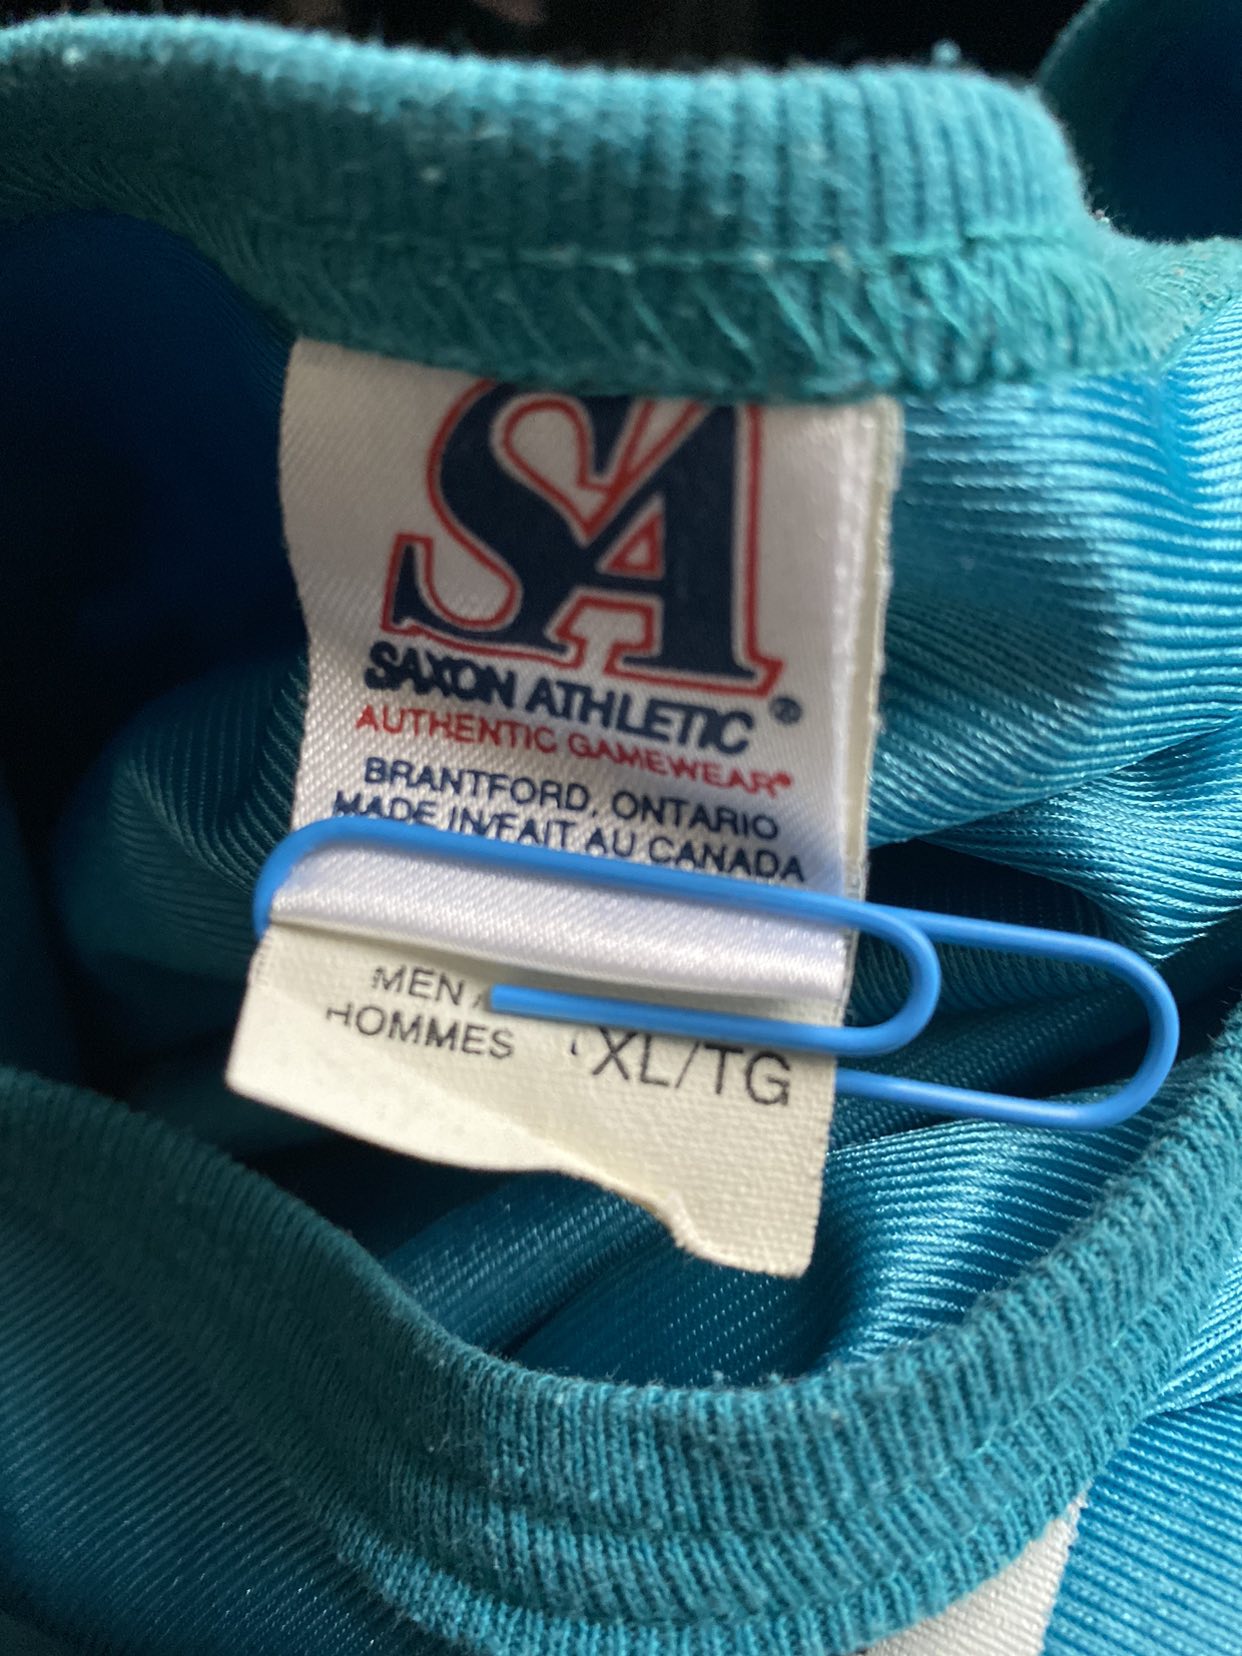 SA
SAXON ATHLETIC®
AUTHENTIC GAMEWEAR®
BRANTFORD, ONTARIO
MADE IN/FAIT AU CANADA
MEN
HOMMES
XL/TG